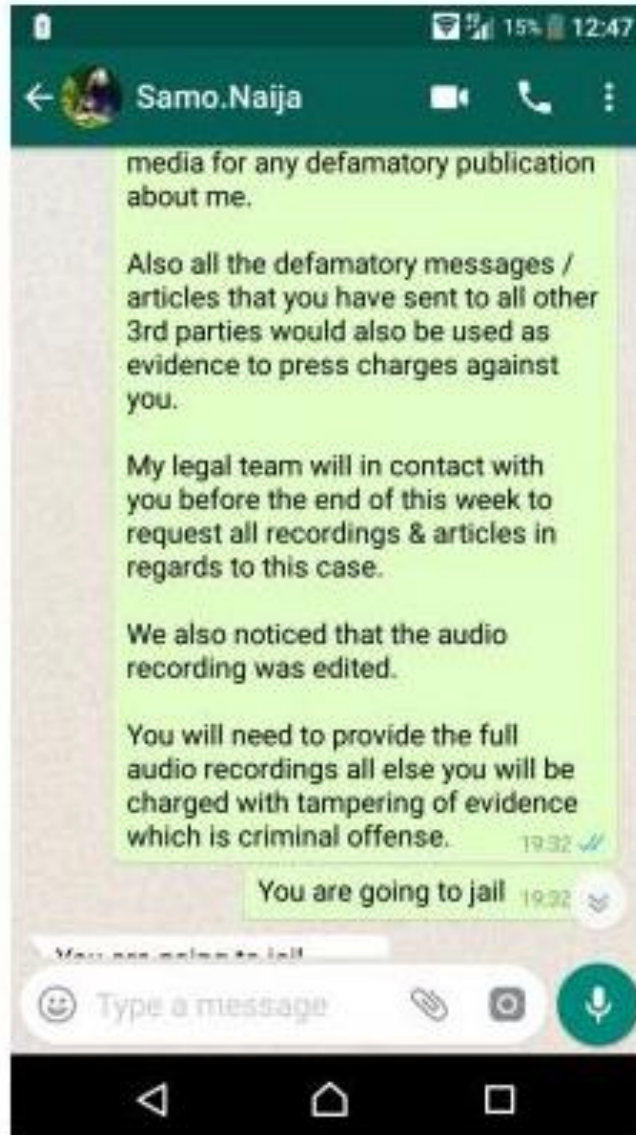 15% 12:47
Samo.Naija
media for any defamatory publication
about me.
Also all the defamatory messages /
articles that you have sent to all other
3rd parties would also be used as
evidence to press charges against
you.
My legal team will in contact with
you before the end of this week to
request all recordings & articles in
regards to this case.
We also noticed that the audio
recording was edited.
You will need to provide the full
audio recordings all else you will be
charged with tampering of evidence
which is criminal offense. 19:32
You are going to jail 19:32
You are going to jail
Type a message